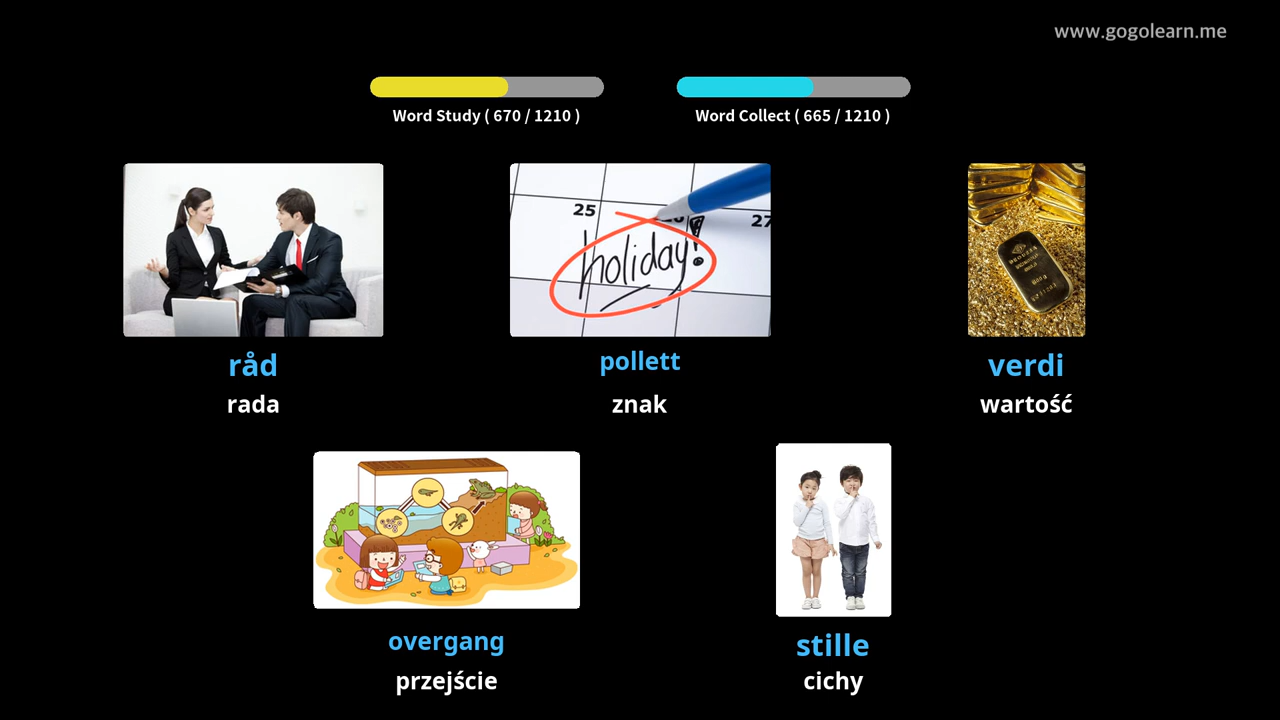 www.gogolearn.me
Word Study ( 670 / 1210 )
Word Collect ( 665 / 1210 )
25
27
holiday!
råd
pollett
verdi
rada
znak
wartość
overgang
stille
przejście
cichy